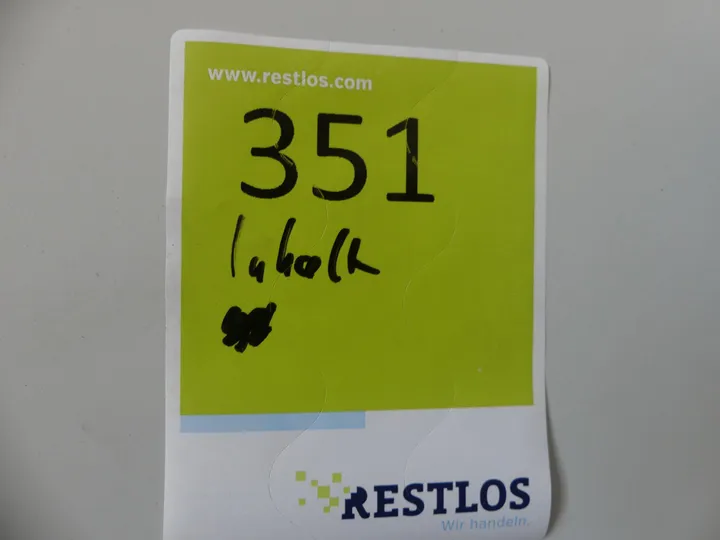 www.restlos.com
351
Inhalt
RESTLOS
Wir handeln.